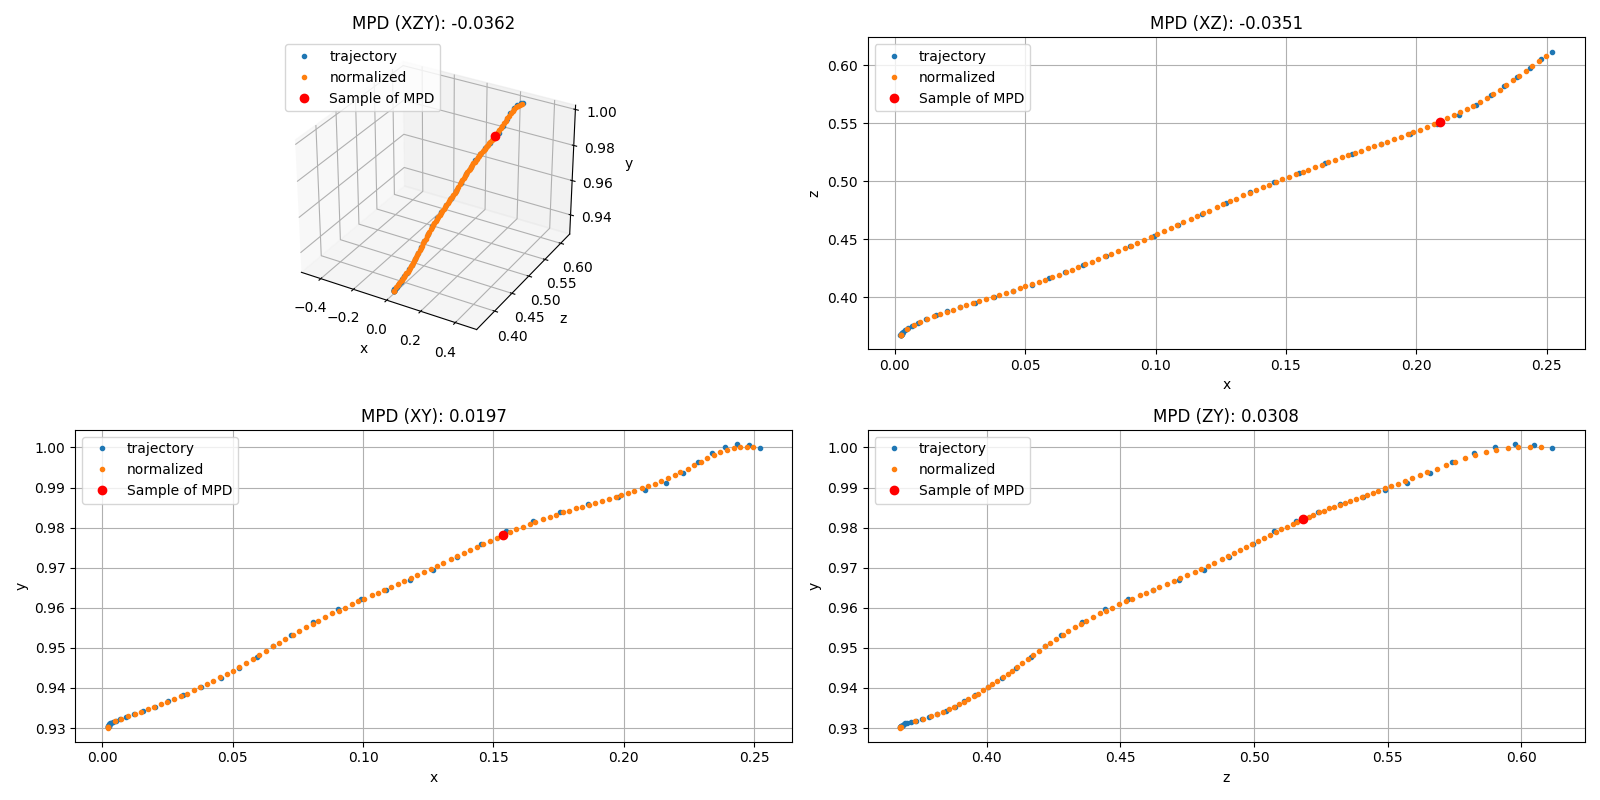 MPD (XZY): -0.0362
trajectory
normalized
Sample of MPD
1.00
0.98
0.96
0.94
y
0.60
0.55
0.50
0.45
0.40
z
−0.4
−0.2
0.0
0.2
0.4
x
MPD (XZ): -0.0351
trajectory
normalized
Sample of MPD
0.60
0.55
0.50
0.45
0.40
z
0.00 0.05 0.10 0.15 0.20 0.25
x
MPD (XY): 0.0197
trajectory
normalized
Sample of MPD
1.00
0.99
0.98
0.97
0.96
0.95
0.94
0.93
y
0.00 0.05 0.10 0.15 0.20 0.25
x
MPD (ZY): 0.0308
trajectory
normalized
Sample of MPD
1.00
0.99
0.98
0.97
0.96
0.95
0.94
0.93
y
0.40 0.45 0.50 0.55 0.60
z